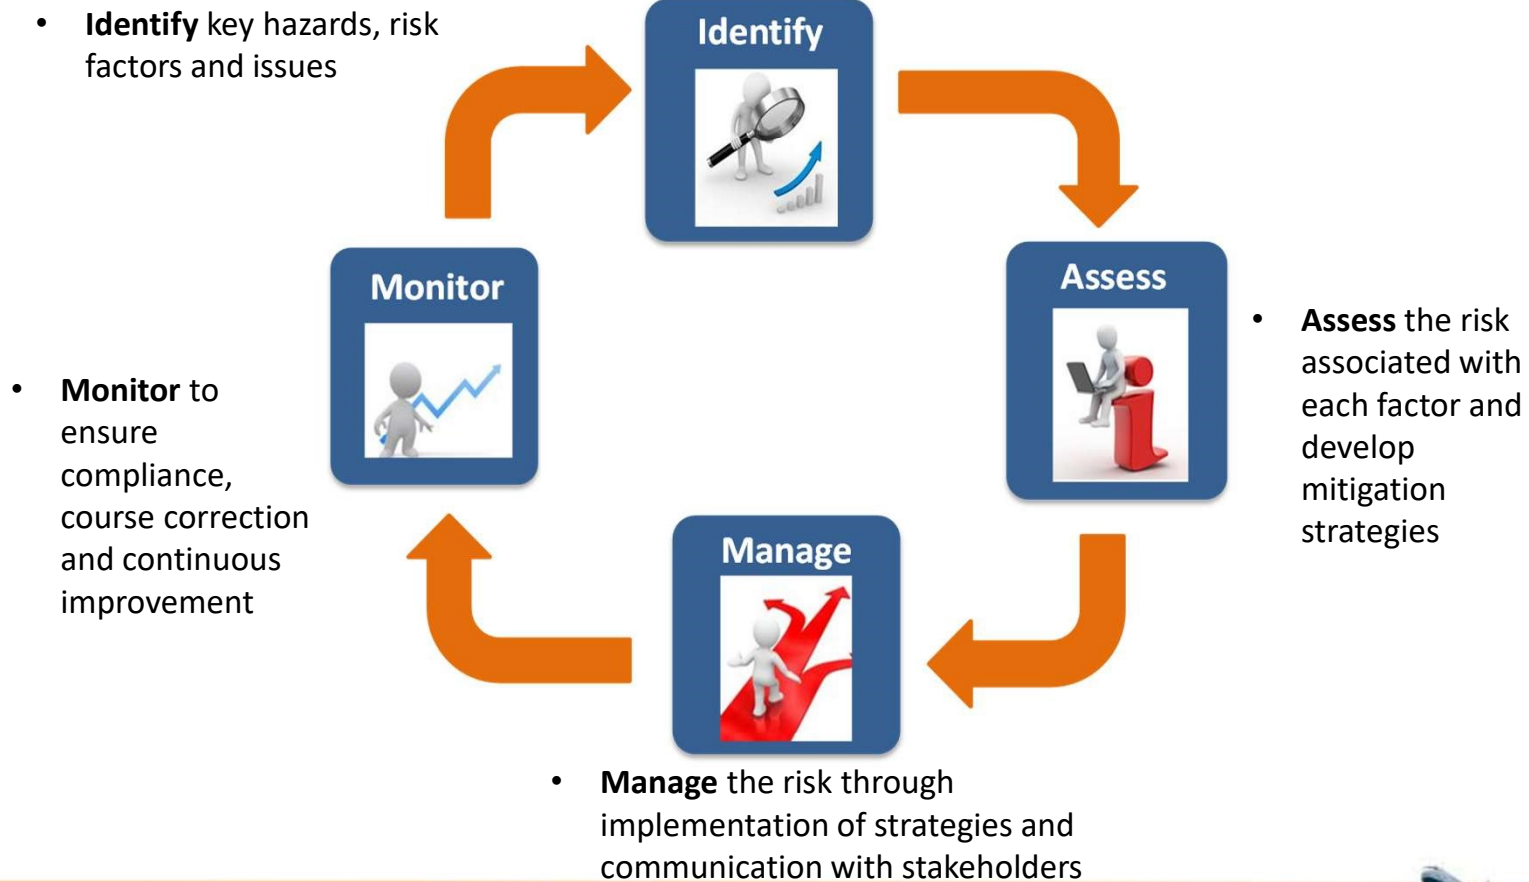 • Identify key hazards, risk
factors and issues
Identify
Monitor
Assess
• Assess the risk
associated with
each factor and
develop
mitigation
strategies
• Monitor to
ensure
compliance,
course correction
and continuous
improvement
Manage
• Manage the risk through
implementation of strategies and
communication with stakeholders